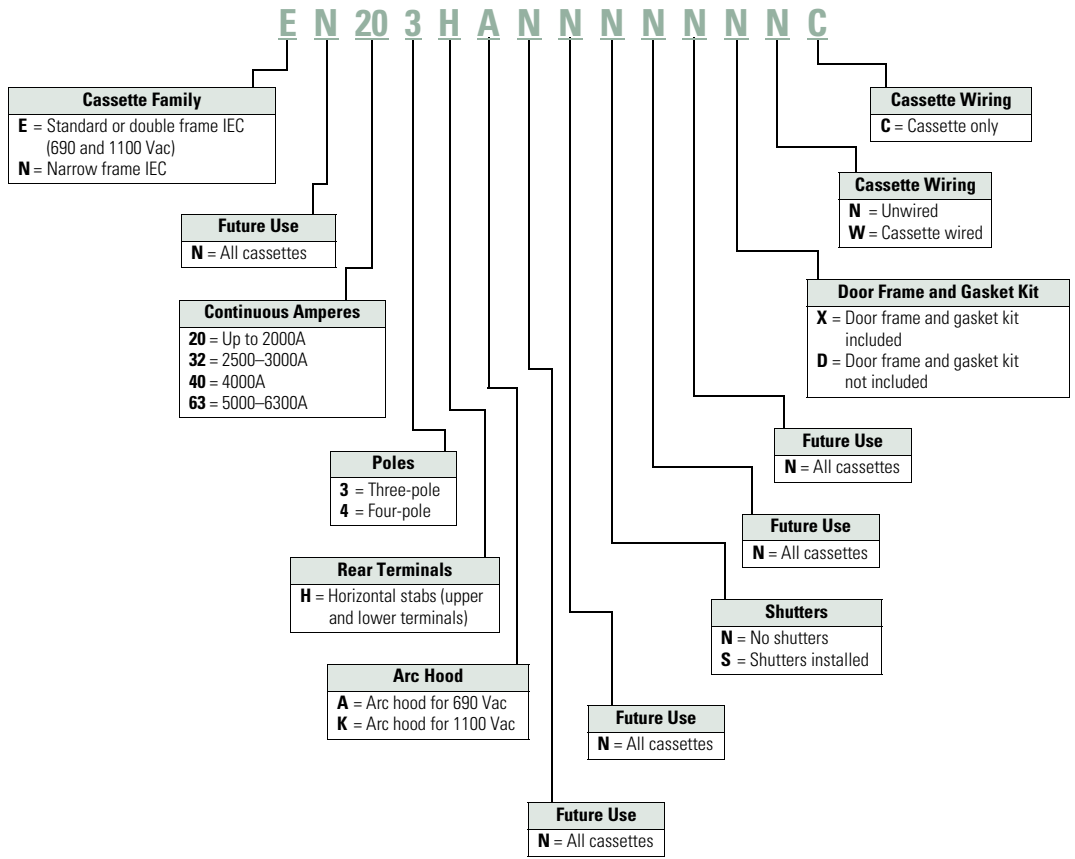 E N 20 3 H A N N N N N N N C
Cassette Family
E = Standard or double frame IEC
(690 and 1100 Vac)
N = Narrow frame IEC
Cassette Wiring
C = Cassette only
Cassette Wiring
N = Unwired
W = Cassette wired
Future Use
N = All cassettes
Door Frame and Gasket Kit
X = Door frame and gasket kit
included
D = Door frame and gasket kit
not included
Continuous Amperes
20 = Up to 2000A
32 = 2500–3000A
40 = 4000A
63 = 5000–6300A
Future Use
N = All cassettes
Poles
3 = Three-pole
4 = Four-pole
Future Use
N = All cassettes
Rear Terminals
H = Horizontal stabs (upper
and lower terminals)
Shutters
N = No shutters
S = Shutters installed
Arc Hood
A = Arc hood for 690 Vac
K = Arc hood for 1100 Vac
Future Use
N = All cassettes
Future Use
N = All cassettes